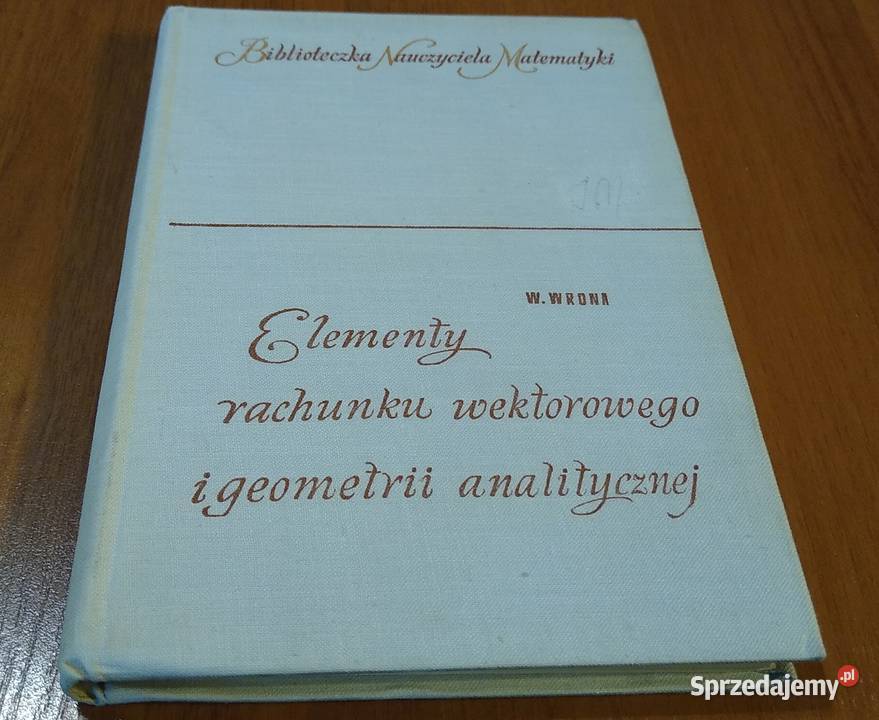 Biblioteczka Nauczyciela Matematyki
W. WRONA
Elementy
rachunku wektorowego
i geometrii analitycznej
Sprzedajemy.pl